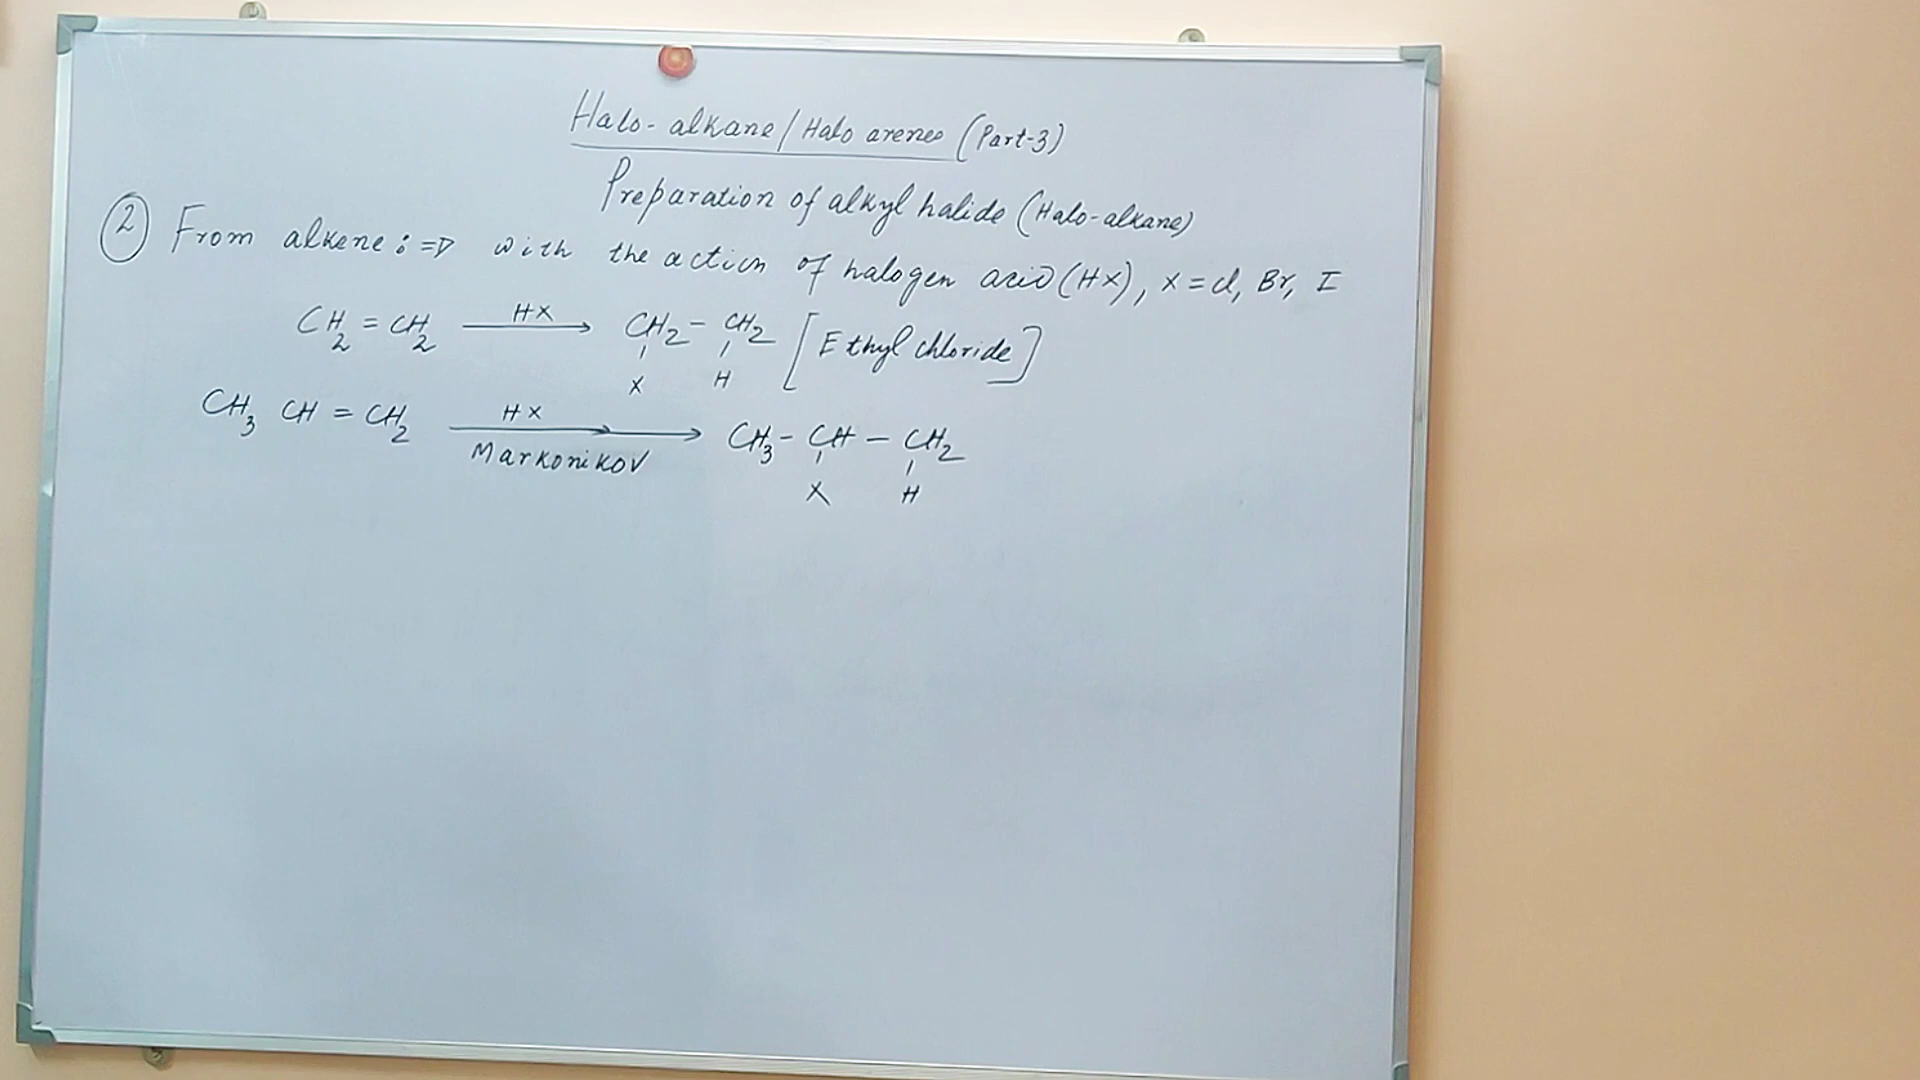 Halo-alkane/Halo arenes (Part-3)
Preparation of alkyl halide (Halo-alkane)
② From alkene :⇒ with the action of halogen acid (HX), X = Cl, Br, I
CH₂ = CH₂ —HX→ CH₂ - CH₂ [Ethyl chloride]
X H
CH₃ CH = CH₂ —HX→ CH₃ - CH — CH₂
Markonikov
X H